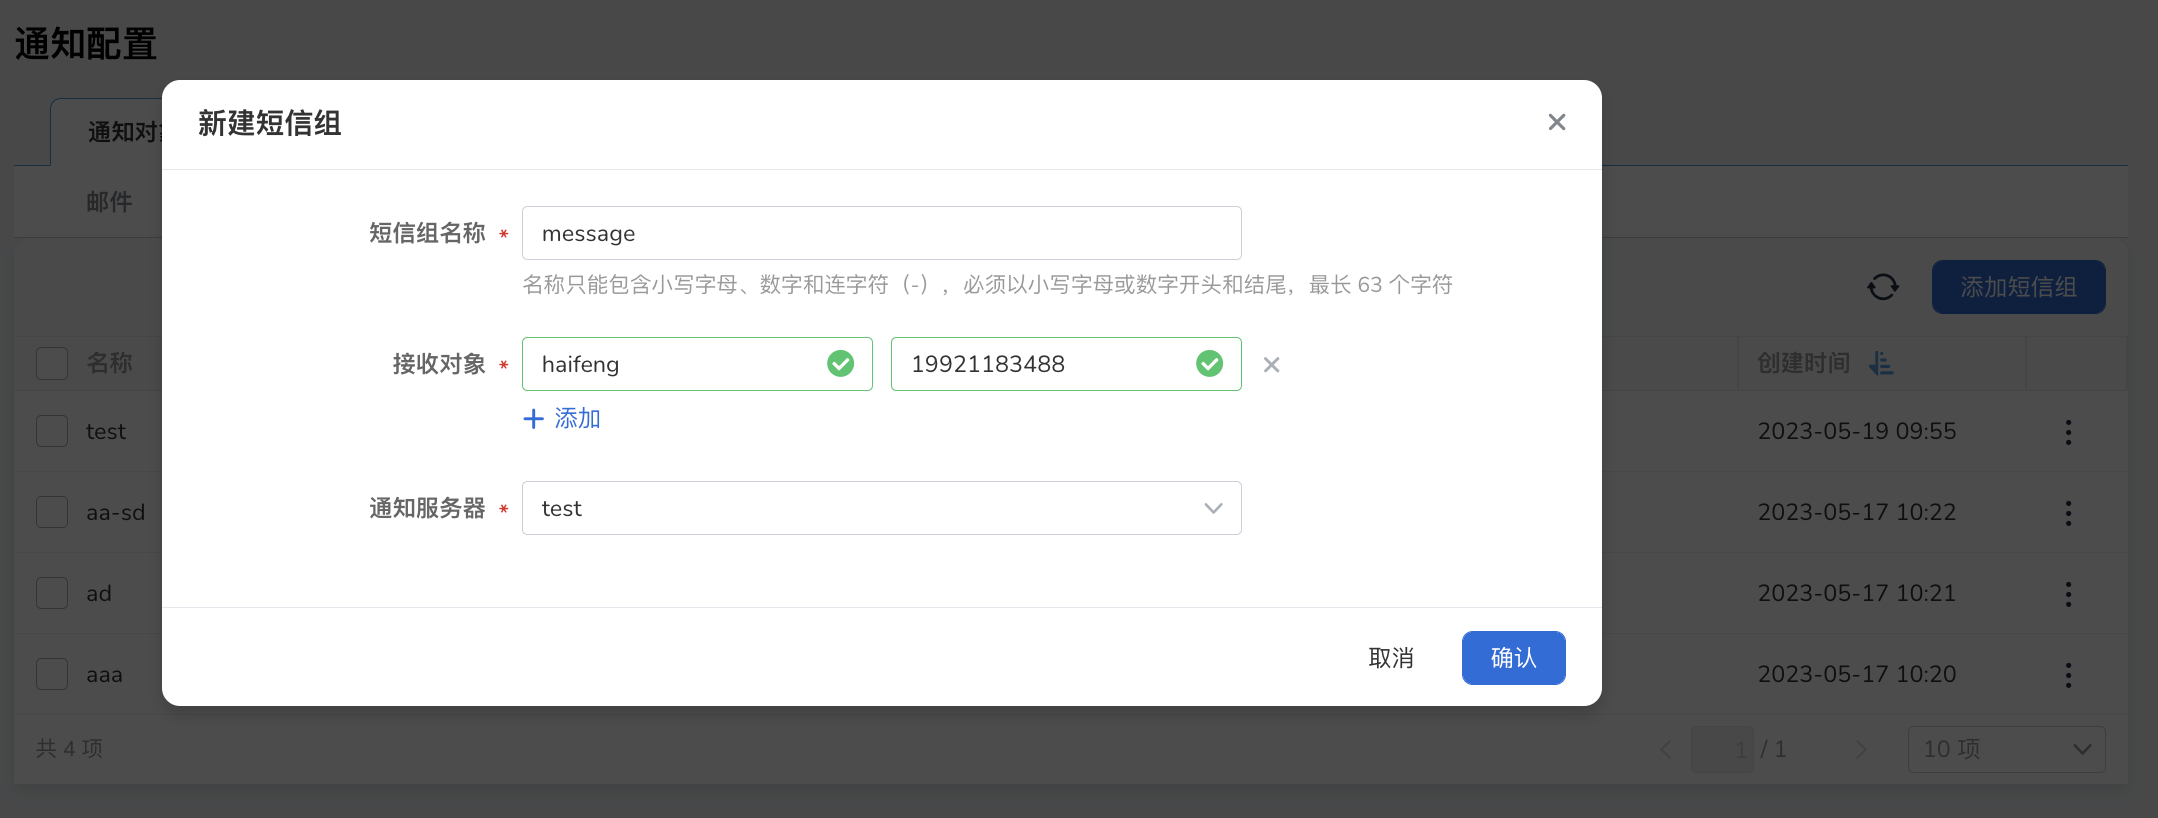 通知配置
通知对
邮件
新建短信组
短信组名称 *
message
名称只能包含小写字母、数字和连字符（-），必须以小写字母或数字开头和结尾，最长 63 个字符
接收对象 *
haifeng
19921183488
添加
通知服务器 *
test
取消
确认
添加短信组
名称
创建时间
test
2023-05-19 09:55
aa-sd
2023-05-17 10:22
ad
2023-05-17 10:21
aaa
2023-05-17 10:20
共 4 项
1 / 1
10 项